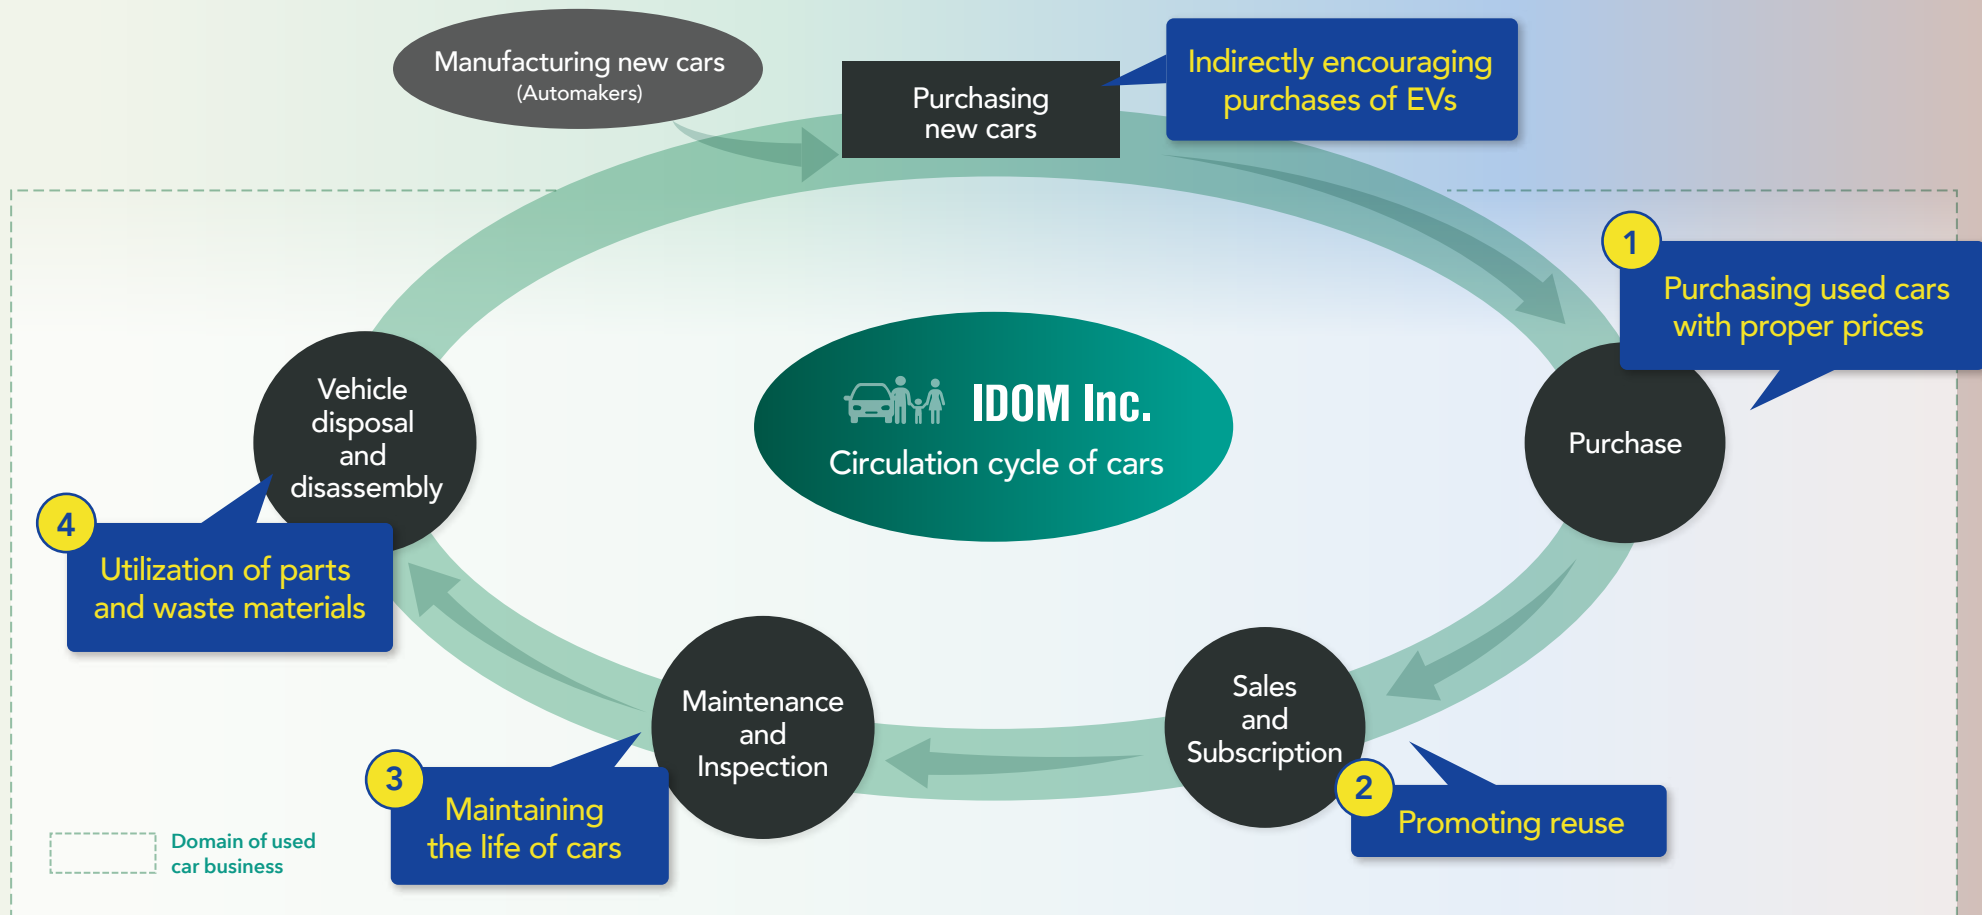 Manufacturing new cars
(Automakers)
Purchasing
new cars
Indirectly encouraging
purchases of EVs
1
Purchasing used cars
with proper prices
Purchase
Sales
and
Subscription
2
Promoting reuse
Maintenance
and
Inspection
3
Maintaining
the life of cars
Vehicle
disposal
and
disassembly
4
Utilization of parts
and waste materials
IDOM Inc.
Circulation cycle of cars
Domain of used
car business